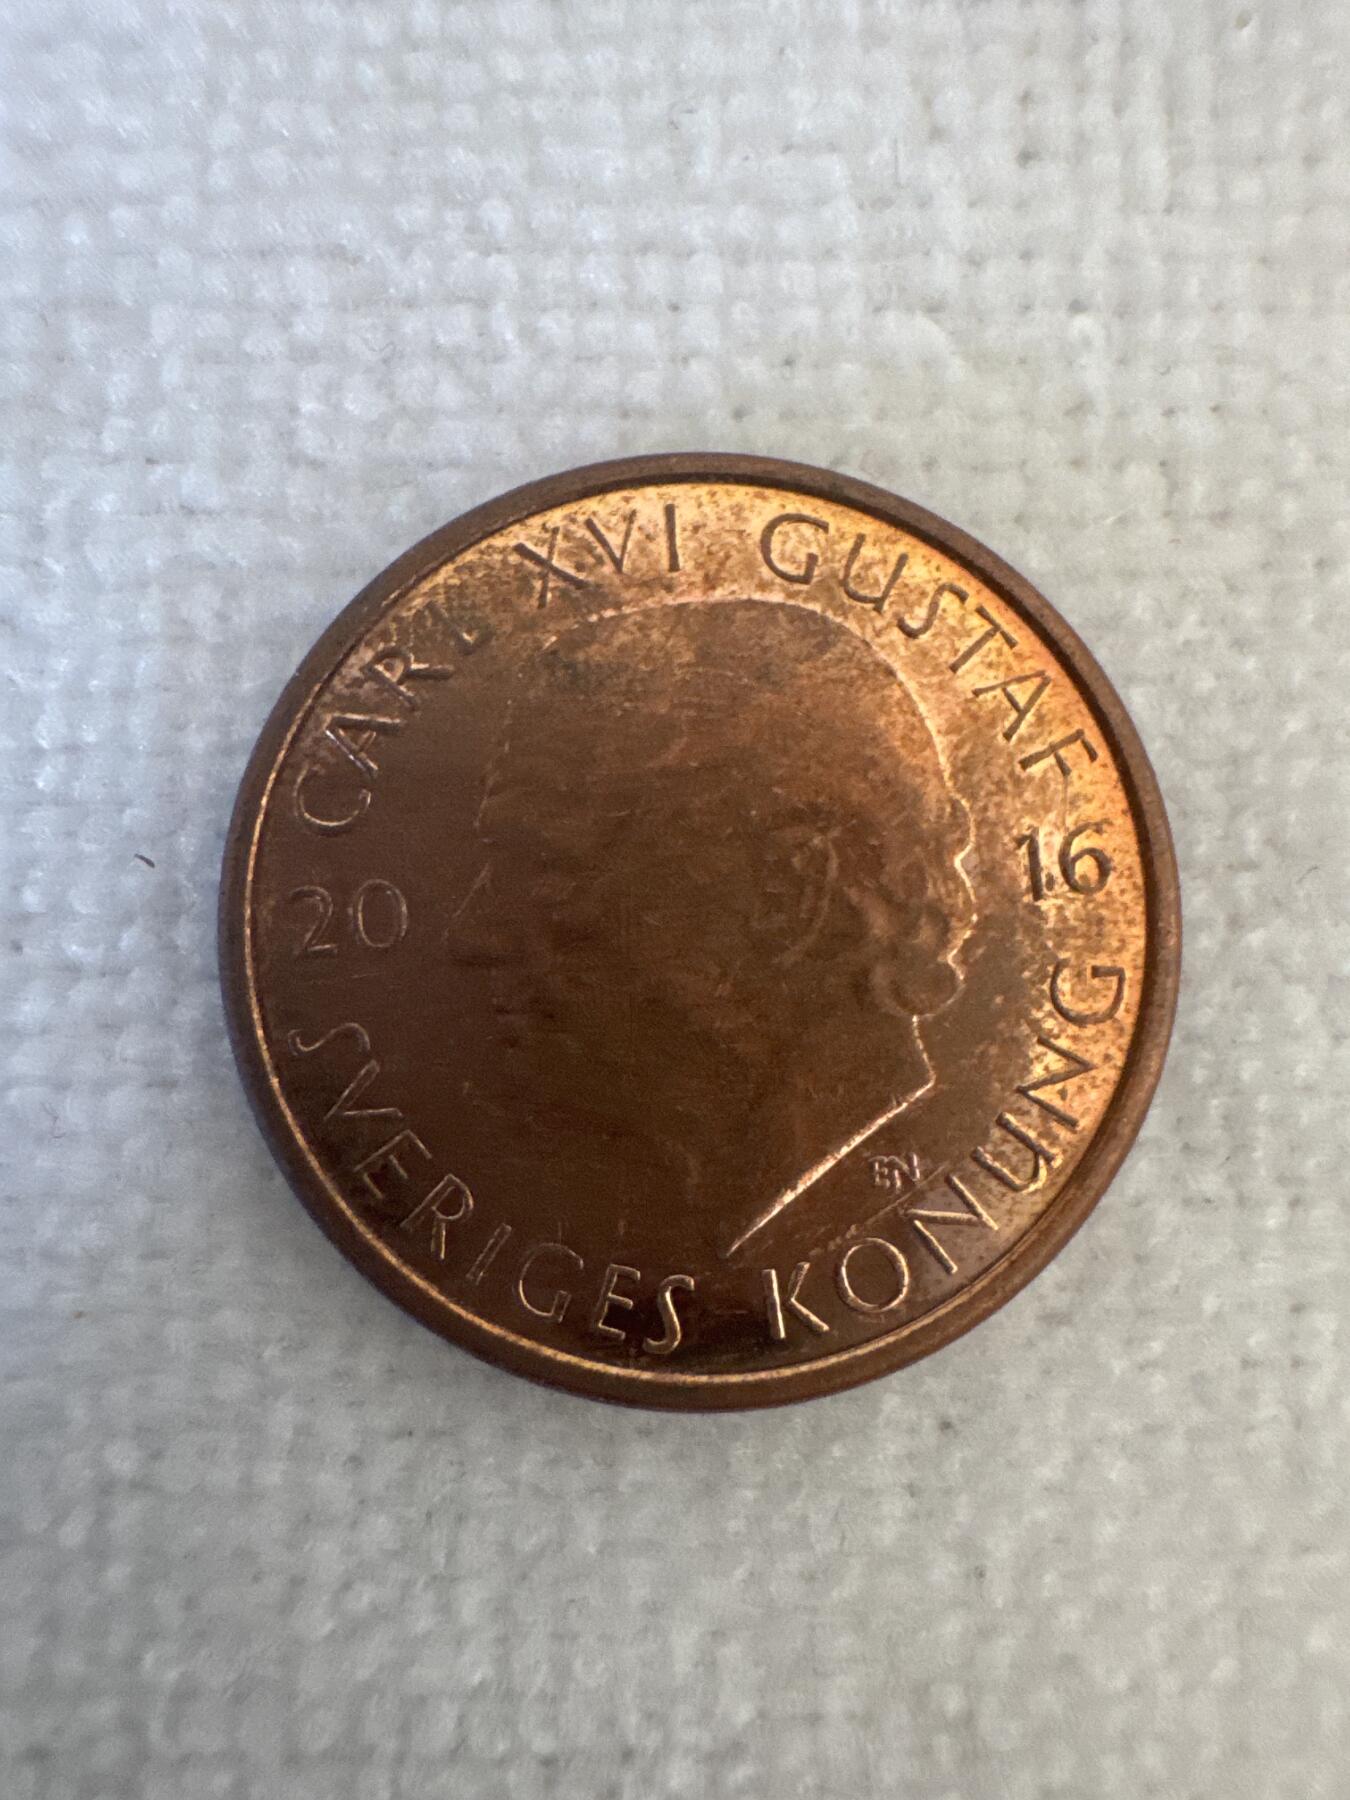 CARL XVI GUSTAF
20 16
SVERIGES KONUNG
EN